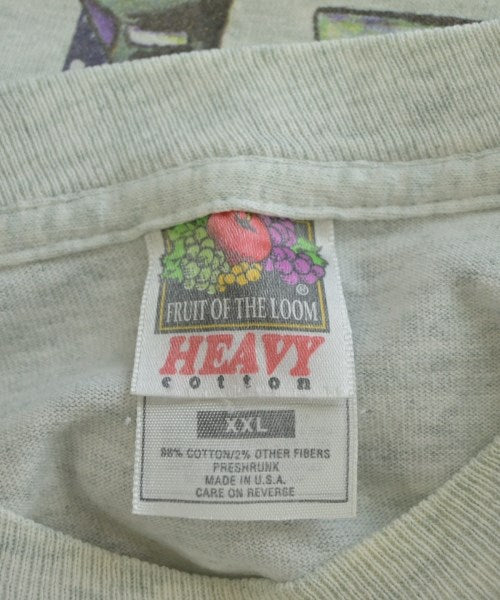 FRUIT OF THE LOOM
®
HEAVY
cotton
XXL
98% COTTON/2% OTHER FIBERS
PRESHRUNK
MADE IN U.S.A.
CARE ON REVERSE